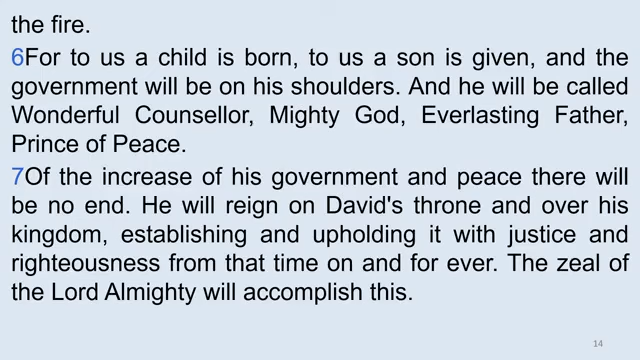 the fire.
6For to us a child is born, to us a son is given, and the
government will be on his shoulders. And he will be called
Wonderful Counsellor, Mighty God, Everlasting Father,
Prince of Peace.
7Of the increase of his government and peace there will
be no end. He will reign on David's throne and over his
kingdom, establishing and upholding it with justice and
righteousness from that time on and for ever. The zeal of
the Lord Almighty will accomplish this.
14